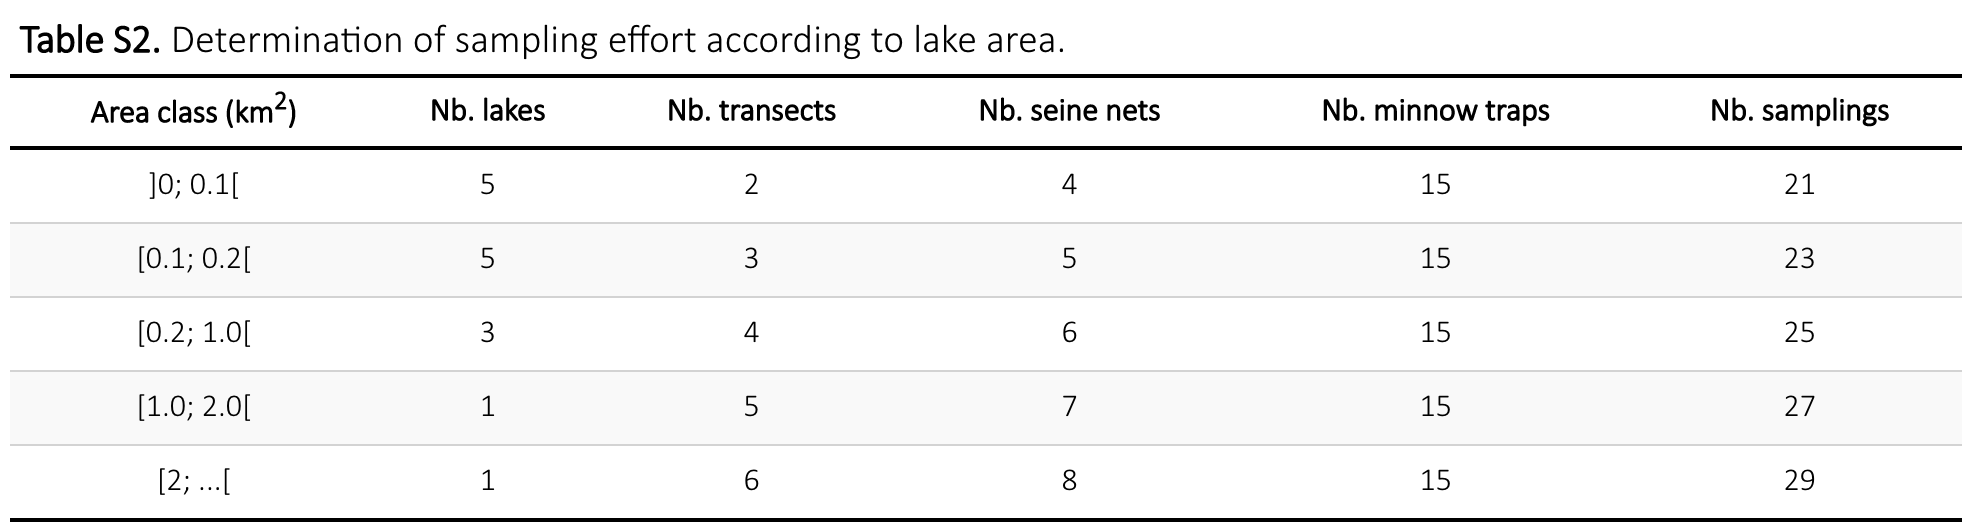 Table S2. Determination of sampling effort according to lake area.
Area class (km²) Nb. lakes Nb. transects Nb. seine nets Nb. minnow traps Nb. samplings
]0; 0.1[ 5 2 4 15 21
[0.1; 0.2[ 5 3 5 15 23
[0.2; 1.0[ 3 4 6 15 25
[1.0; 2.0[ 1 5 7 15 27
[2; ...[ 1 6 8 15 29